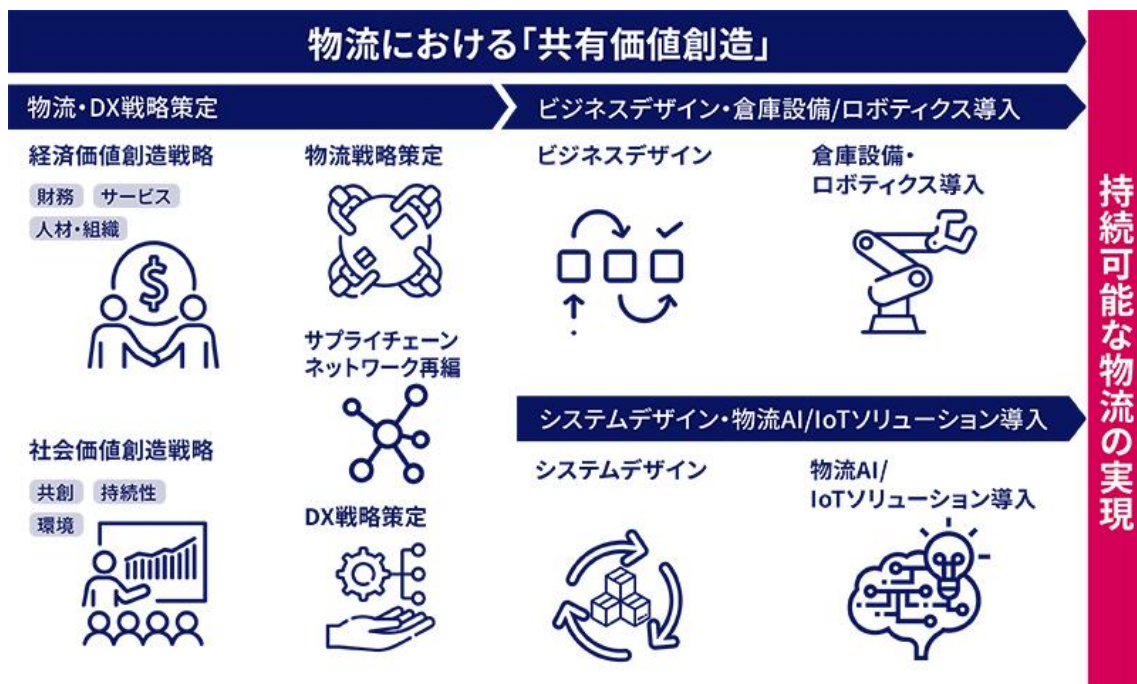 物流における「共有価値創造」
物流・DX戦略策定
経済価値創造戦略
財務 サービス
人材・組織
社会価値創造戦略
共創 持続性
環境
物流戦略策定
サプライチェーン
ネットワーク再編
DX戦略策定
ビジネスデザイン・倉庫設備/ロボティクス導入
ビジネスデザイン
倉庫設備・
ロボティクス導入
システムデザイン・物流AI/IoTソリューション導入
システムデザイン
物流AI/
IoTソリューション導入
持続可能な物流の実現